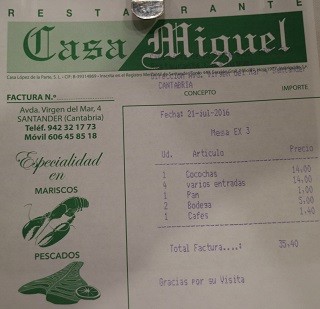 RESTAURANTE
Casa Miguel
CANTABRIA
CONCEPTO
IMPORTE
FACTURA N.º
Avda. Virgen del Mar, 4
SANTANDER (Cantabria)
Teléf. 942 32 17 73
Móvil 606 45 85 18
Especialidad
en
MARISCOS
PESCADOS
Fecha: 21-jul-2016
Mesa EX 3
Ud. Articulo Precio
1 Cocochas 14.00
4 varios entradas 14.00
1 Pan 1.00
2 Bodega 5.00
1 Cafes 1.40
Total Factura....: 35.40
Gracias por su Visita